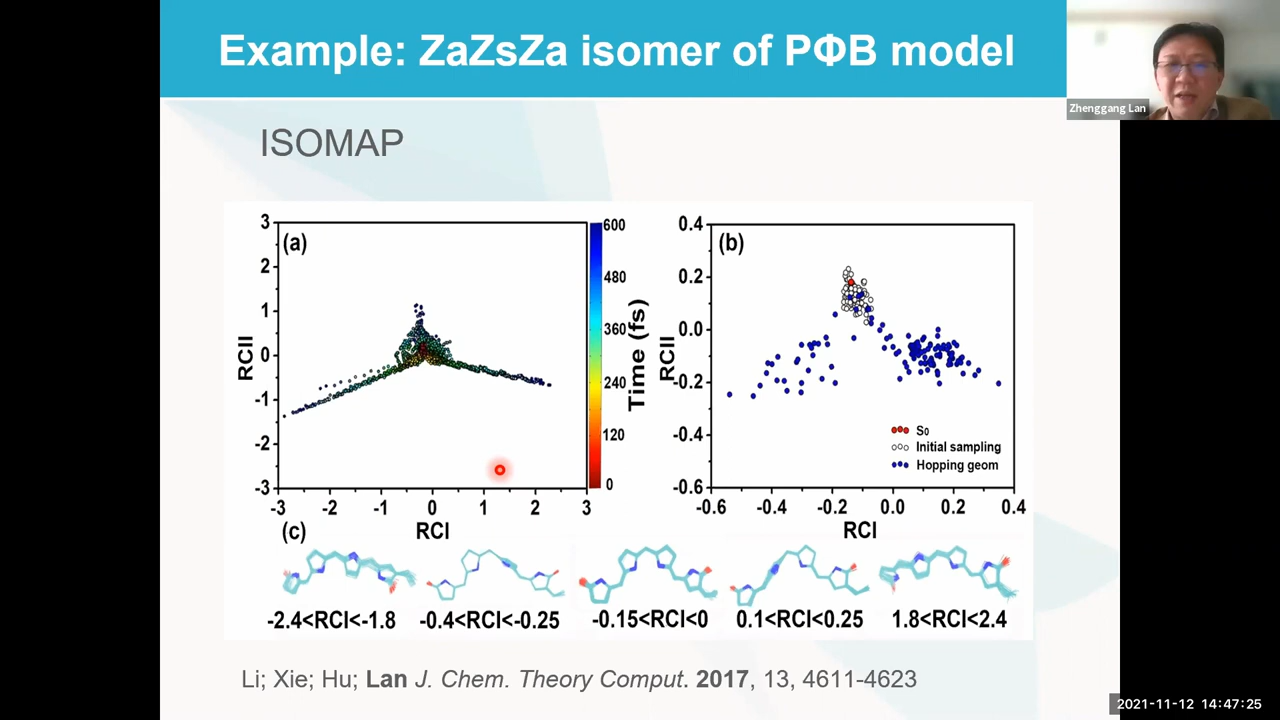 Example: ZaZsZa isomer of PΦB model
Zhenggang Lan
ISOMAP
(a)
3
2
1
0
-1
-2
-3
RCII
-3 -2 -1 0 1 2 3
RCI
600
480
360
240
120
0
Time (fs)
(b)
0.4
0.2
0.0
-0.2
-0.4
-0.6
RCII
S0
Initial sampling
Hopping geom
-0.6 -0.4 -0.2 0.0 0.2 0.4
RCI
(c)
-2.4<RCI<-1.8 -0.4<RCI<-0.25 -0.15<RCI<0 0.1<RCI<0.25 1.8<RCI<2.4
Li; Xie; Hu; Lan J. Chem. Theory Comput. 2017, 13, 4611-4623
2021-11-12 14:47:25